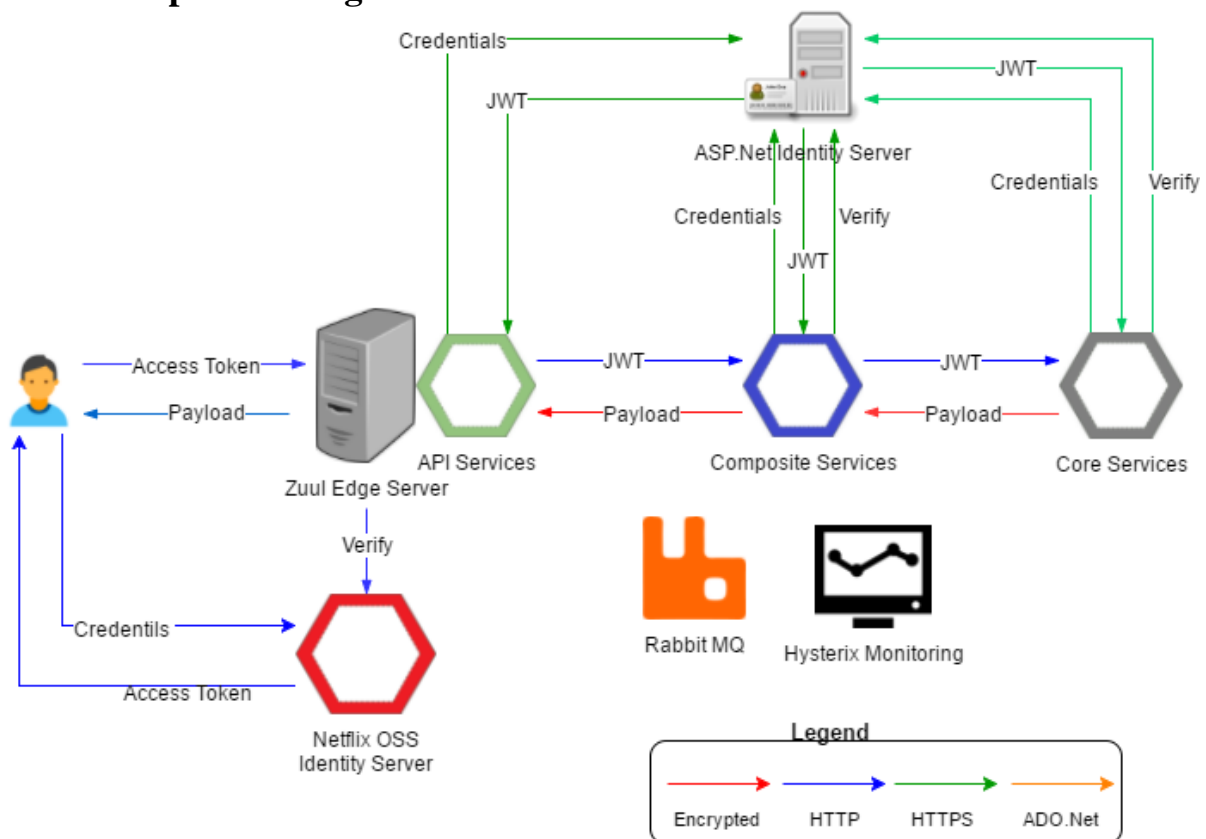 Credentials
JWT
JWT
ASP.Net Identity Server
Credentials
Verify
Credentials
Verify
JWT
Access Token
JWT
JWT
Payload
Payload
Payload
API Services
Composite Services
Core Services
Zuul Edge Server
Verify
Credentils
Rabbit MQ
Hysterix Monitoring
Access Token
Netflix OSS
Identity Server
Legend
Encrypted
HTTP
HTTPS
ADO.Net